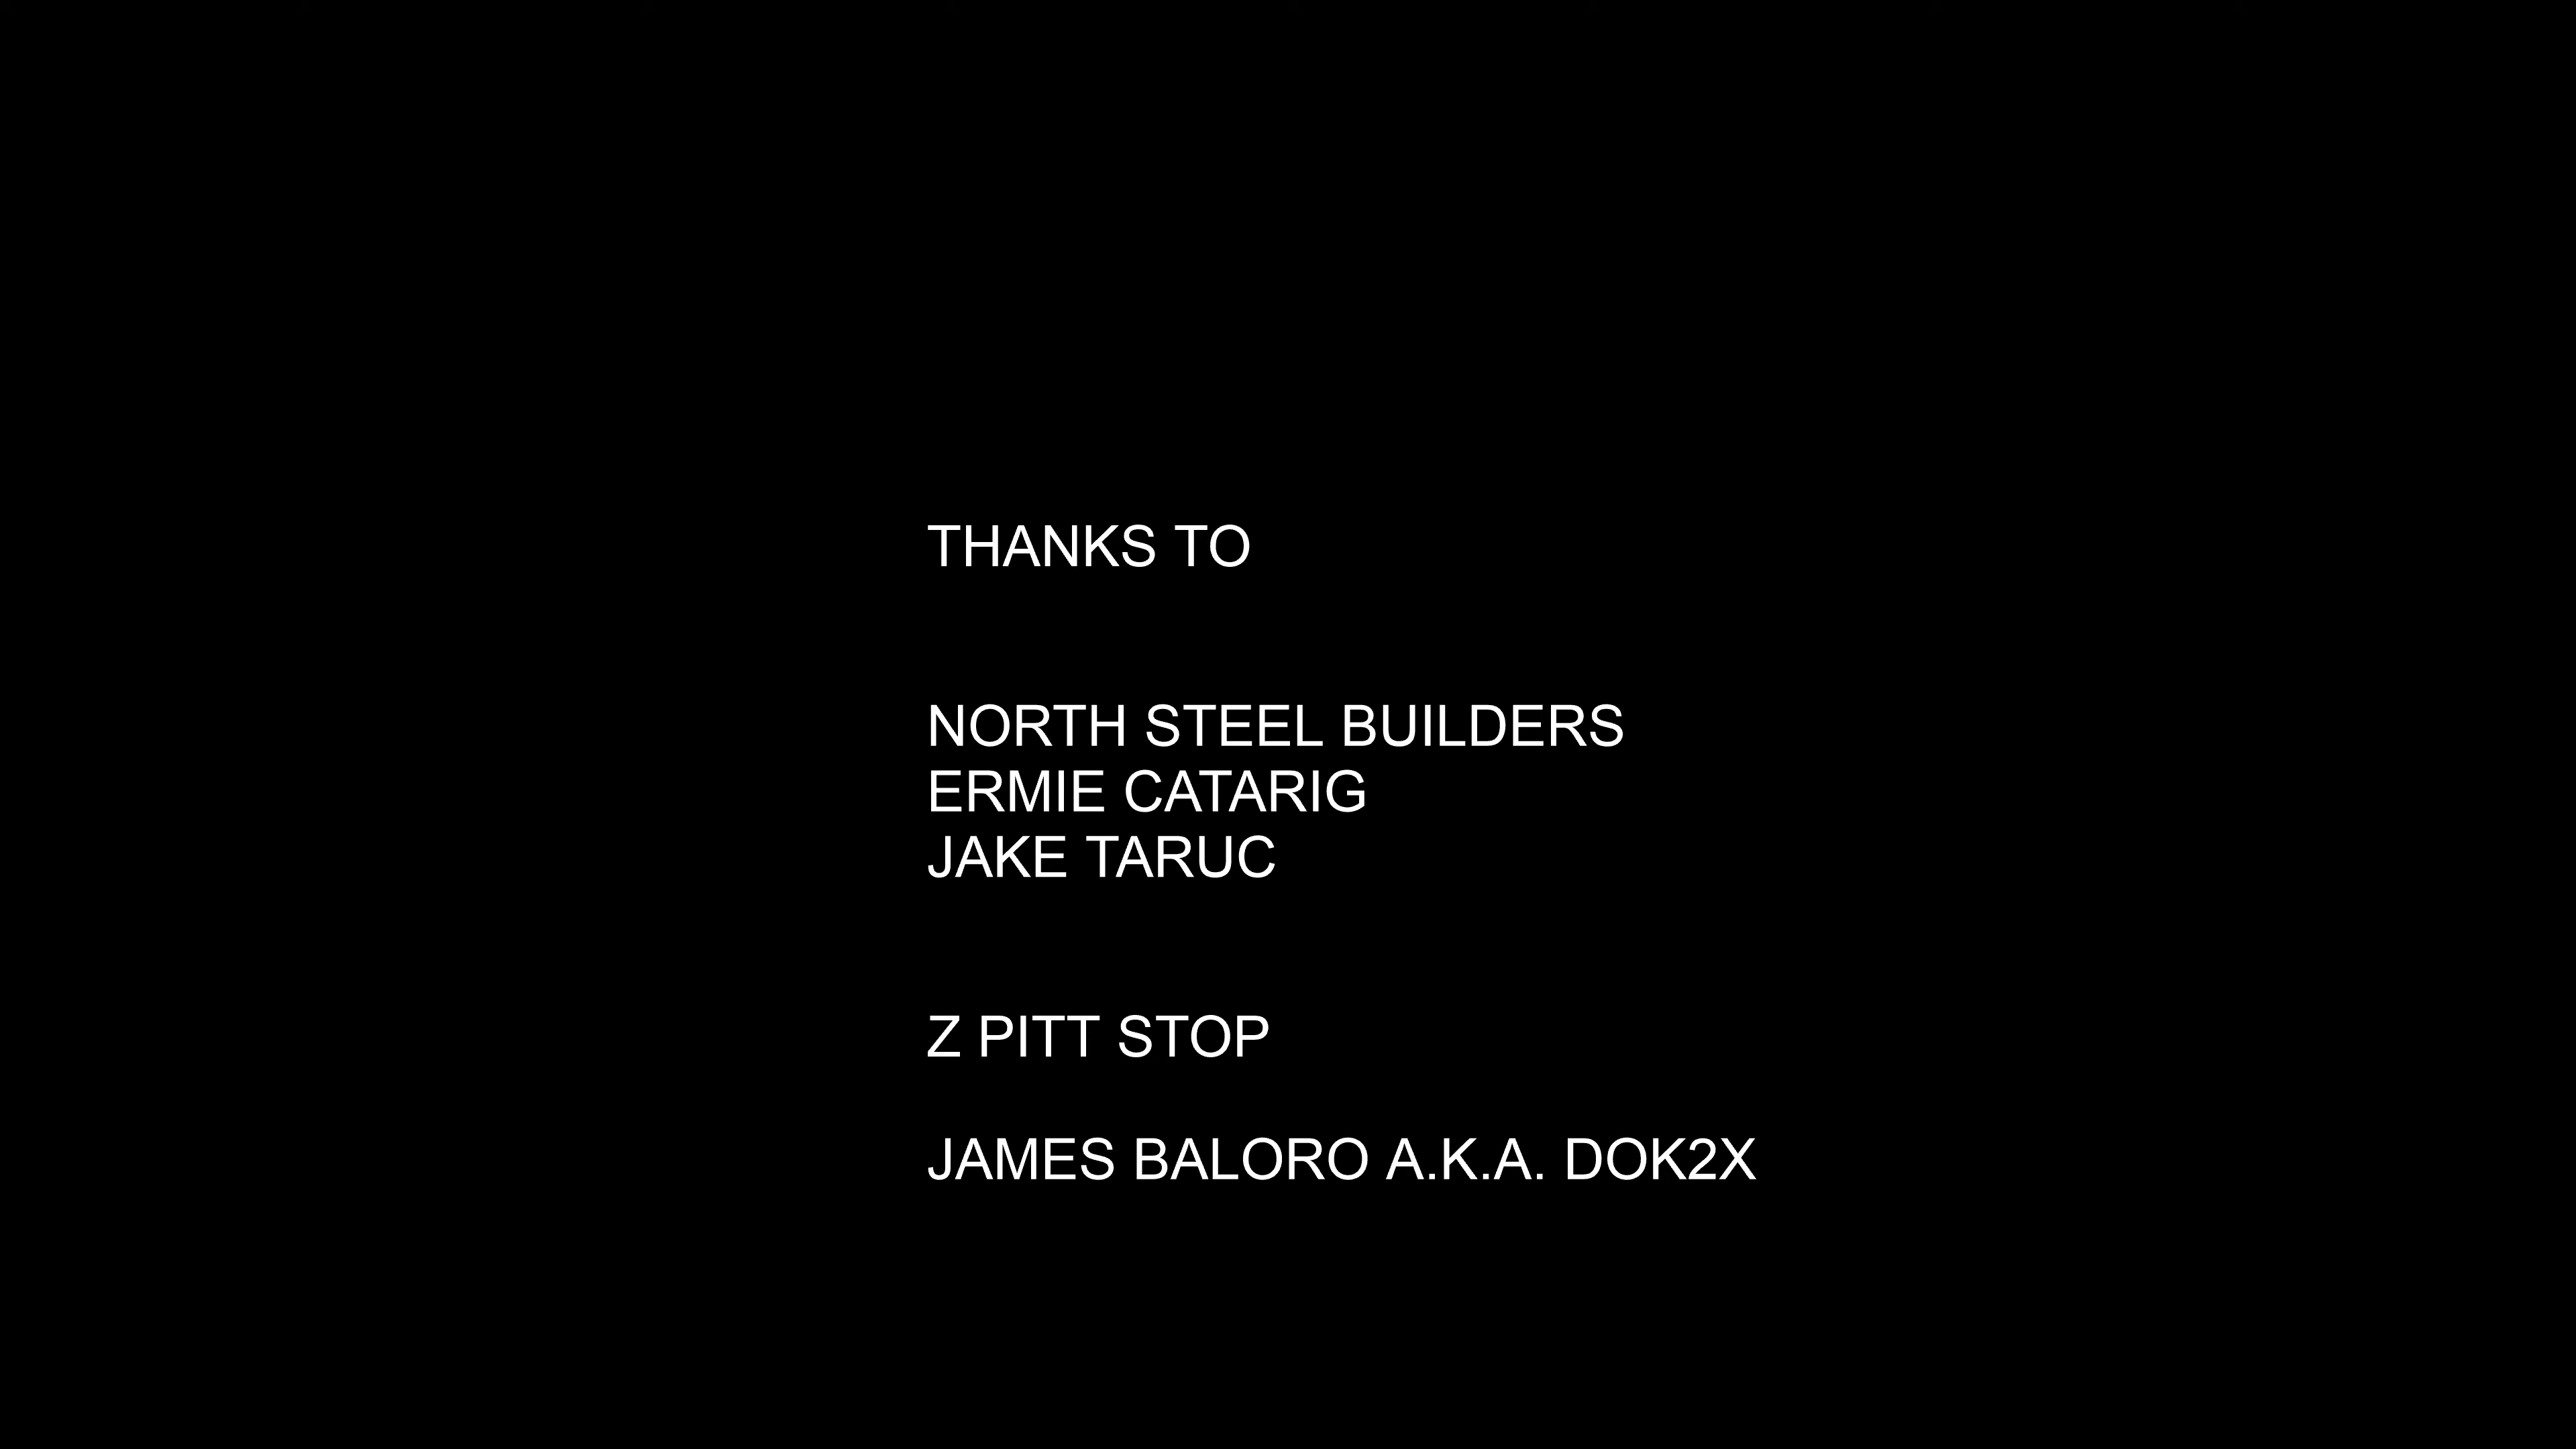 THANKS TO
NORTH STEEL BUILDERS
ERMIE CATARIG
JAKE TARUC
Z PITT STOP
JAMES BALORO A.K.A. DOK2X